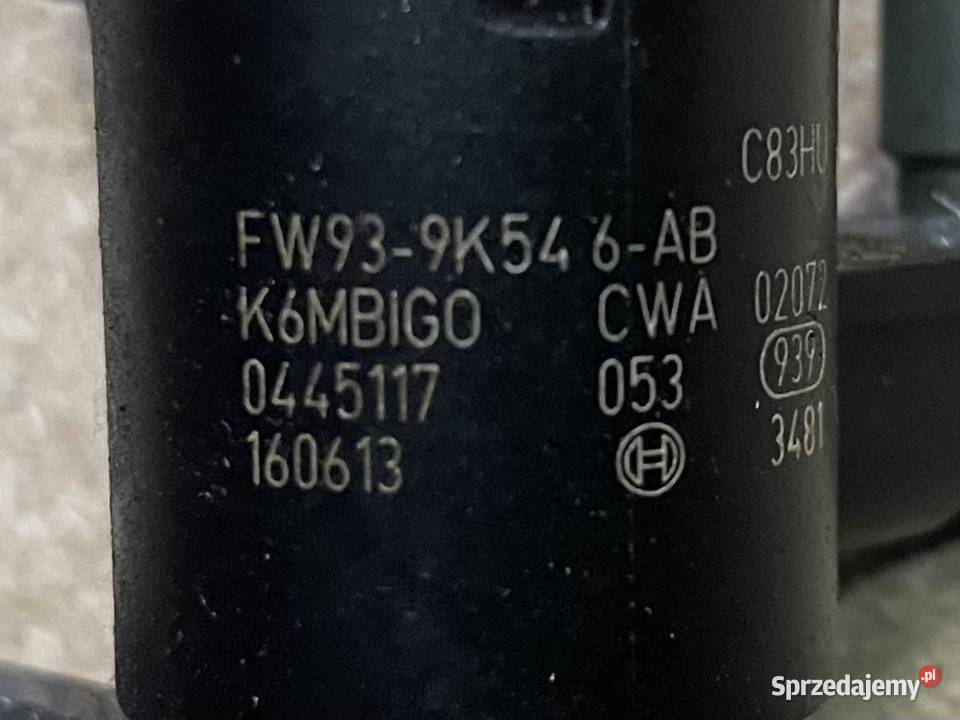 C83HU
FW93-9K54 6-AB
K6MBIGO CWA 02072
0445117 053 939
160613 3481
Sprzedajemy.pl